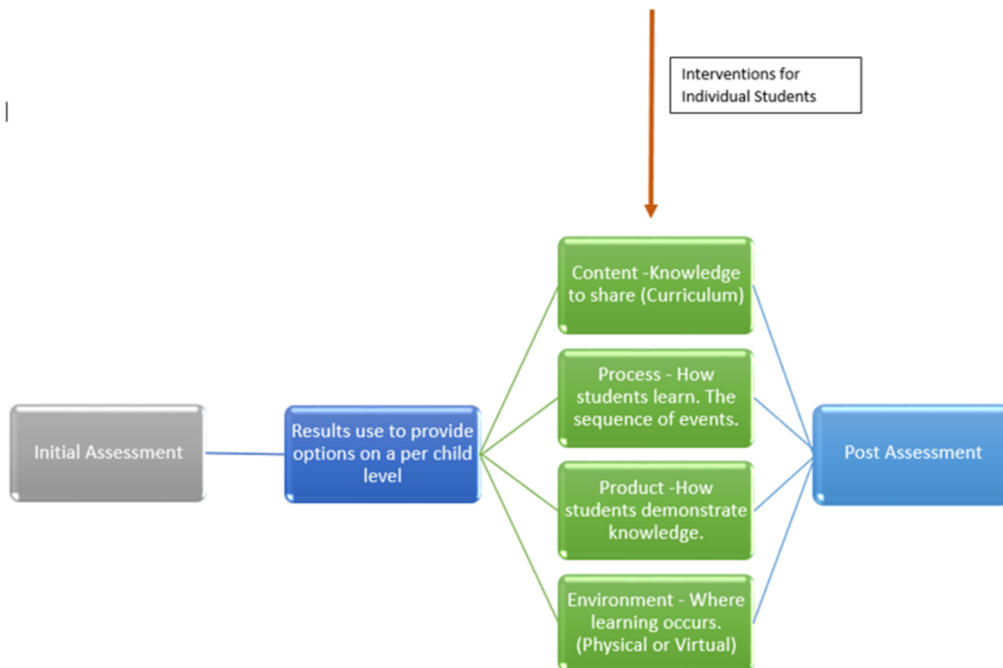 Interventions for
Individual Students
Content -Knowledge
to share (Curriculum)
Process - How
students learn. The
sequence of events.
Initial Assessment
Results use to provide
options on a per child
level
Post Assessment
Product -How
students demonstrate
knowledge.
Environment - Where
learning occurs.
(Physical or Virtual)